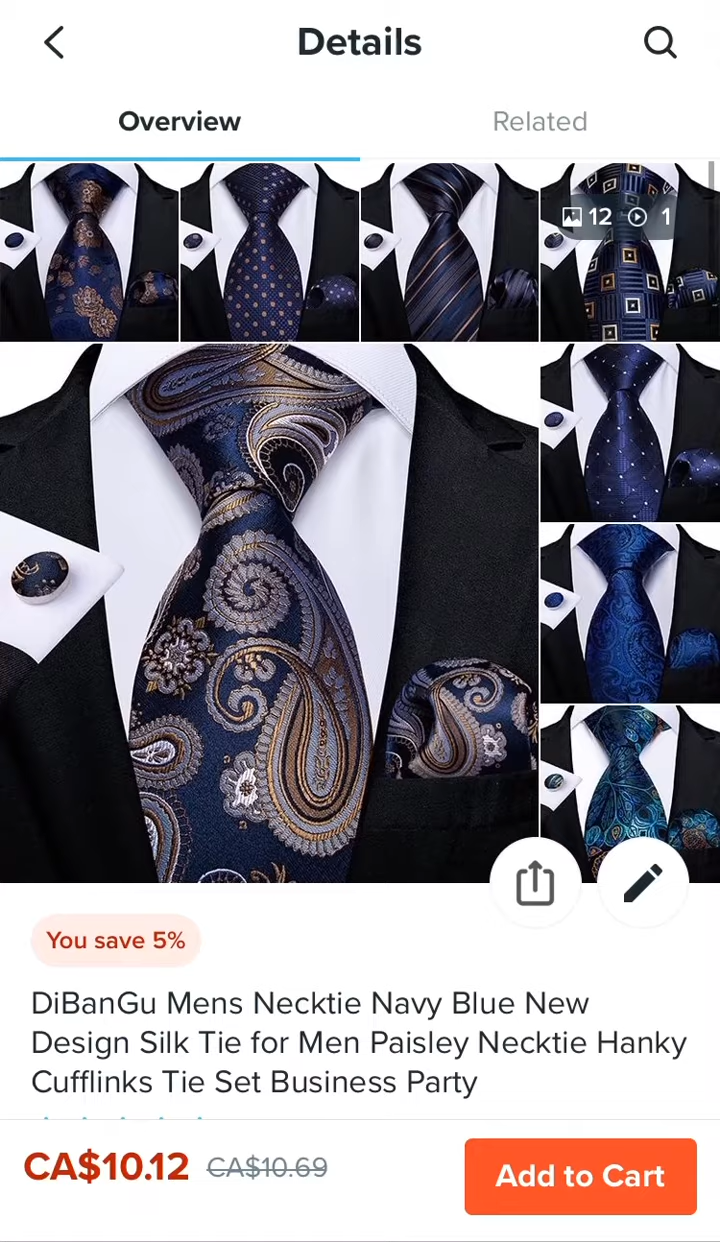 Details
Overview
Related
12
1
You save 5%
DiBanGu Mens Necktie Navy Blue New
Design Silk Tie for Men Paisley Necktie Hanky
Cufflinks Tie Set Business Party
CA$10.12
CA$10.69
Add to Cart